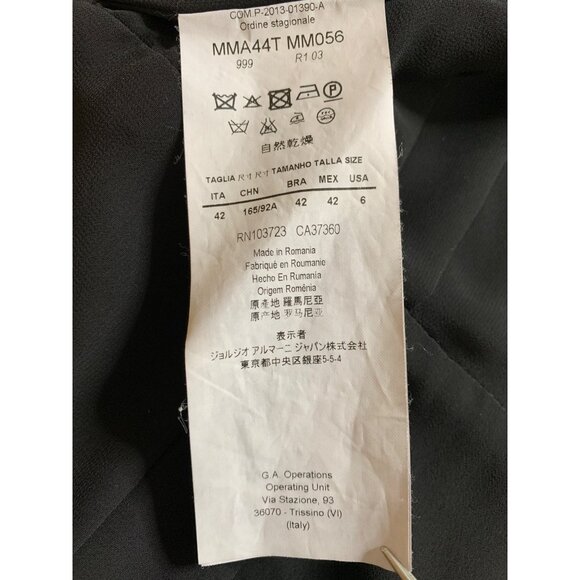 COM.P-2013-01390-A
Ordine stagionale
MMA44T MM056
999 R1 03
自然乾燥
TAGLIA 尺寸 尺寸 TAMANHO TALLA SIZE
ITA CHN BRA MEX USA
42 165/92A 42 42 6
RN103723 CA37360
Made in Romania
Fabriqué en Roumanie
Hecho En Rumania
Origem Roménia
原產地 羅馬尼亞
原产地 罗马尼亚
表示者
ジョルジオ アルマーニ ジャパン株式会社
東京都中央区銀座5-5-4
G.A. Operations
Operating Unit
Via Stazione, 93
36070 - Trissino (VI)
(Italy)